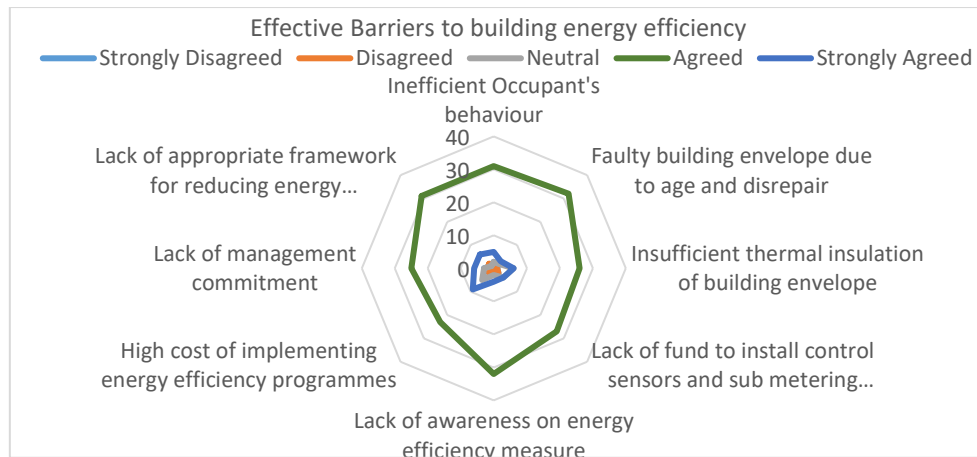 Effective Barriers to building energy efficiency
Strongly Disagreed Disagreed Neutral Agreed Strongly Agreed
Inefficient Occupant's
behaviour
40
30
20
10
0
Faulty building envelope due
to age and disrepair
Insufficient thermal insulation
of building envelope
Lack of fund to install control
sensors and sub metering…
Lack of awareness on energy
efficiency measure
High cost of implementing
energy efficiency programmes
Lack of management
commitment
Lack of appropriate framework
for reducing energy…